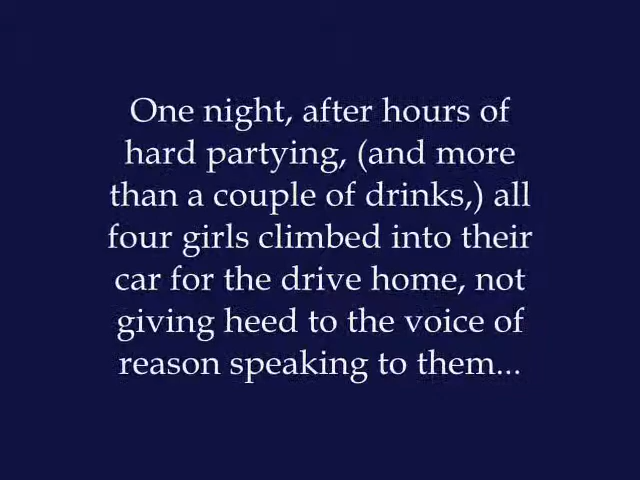 One night, after hours of
hard partying, (and more
than a couple of drinks,) all
four girls climbed into their
car for the drive home, not
giving heed to the voice of
reason speaking to them...